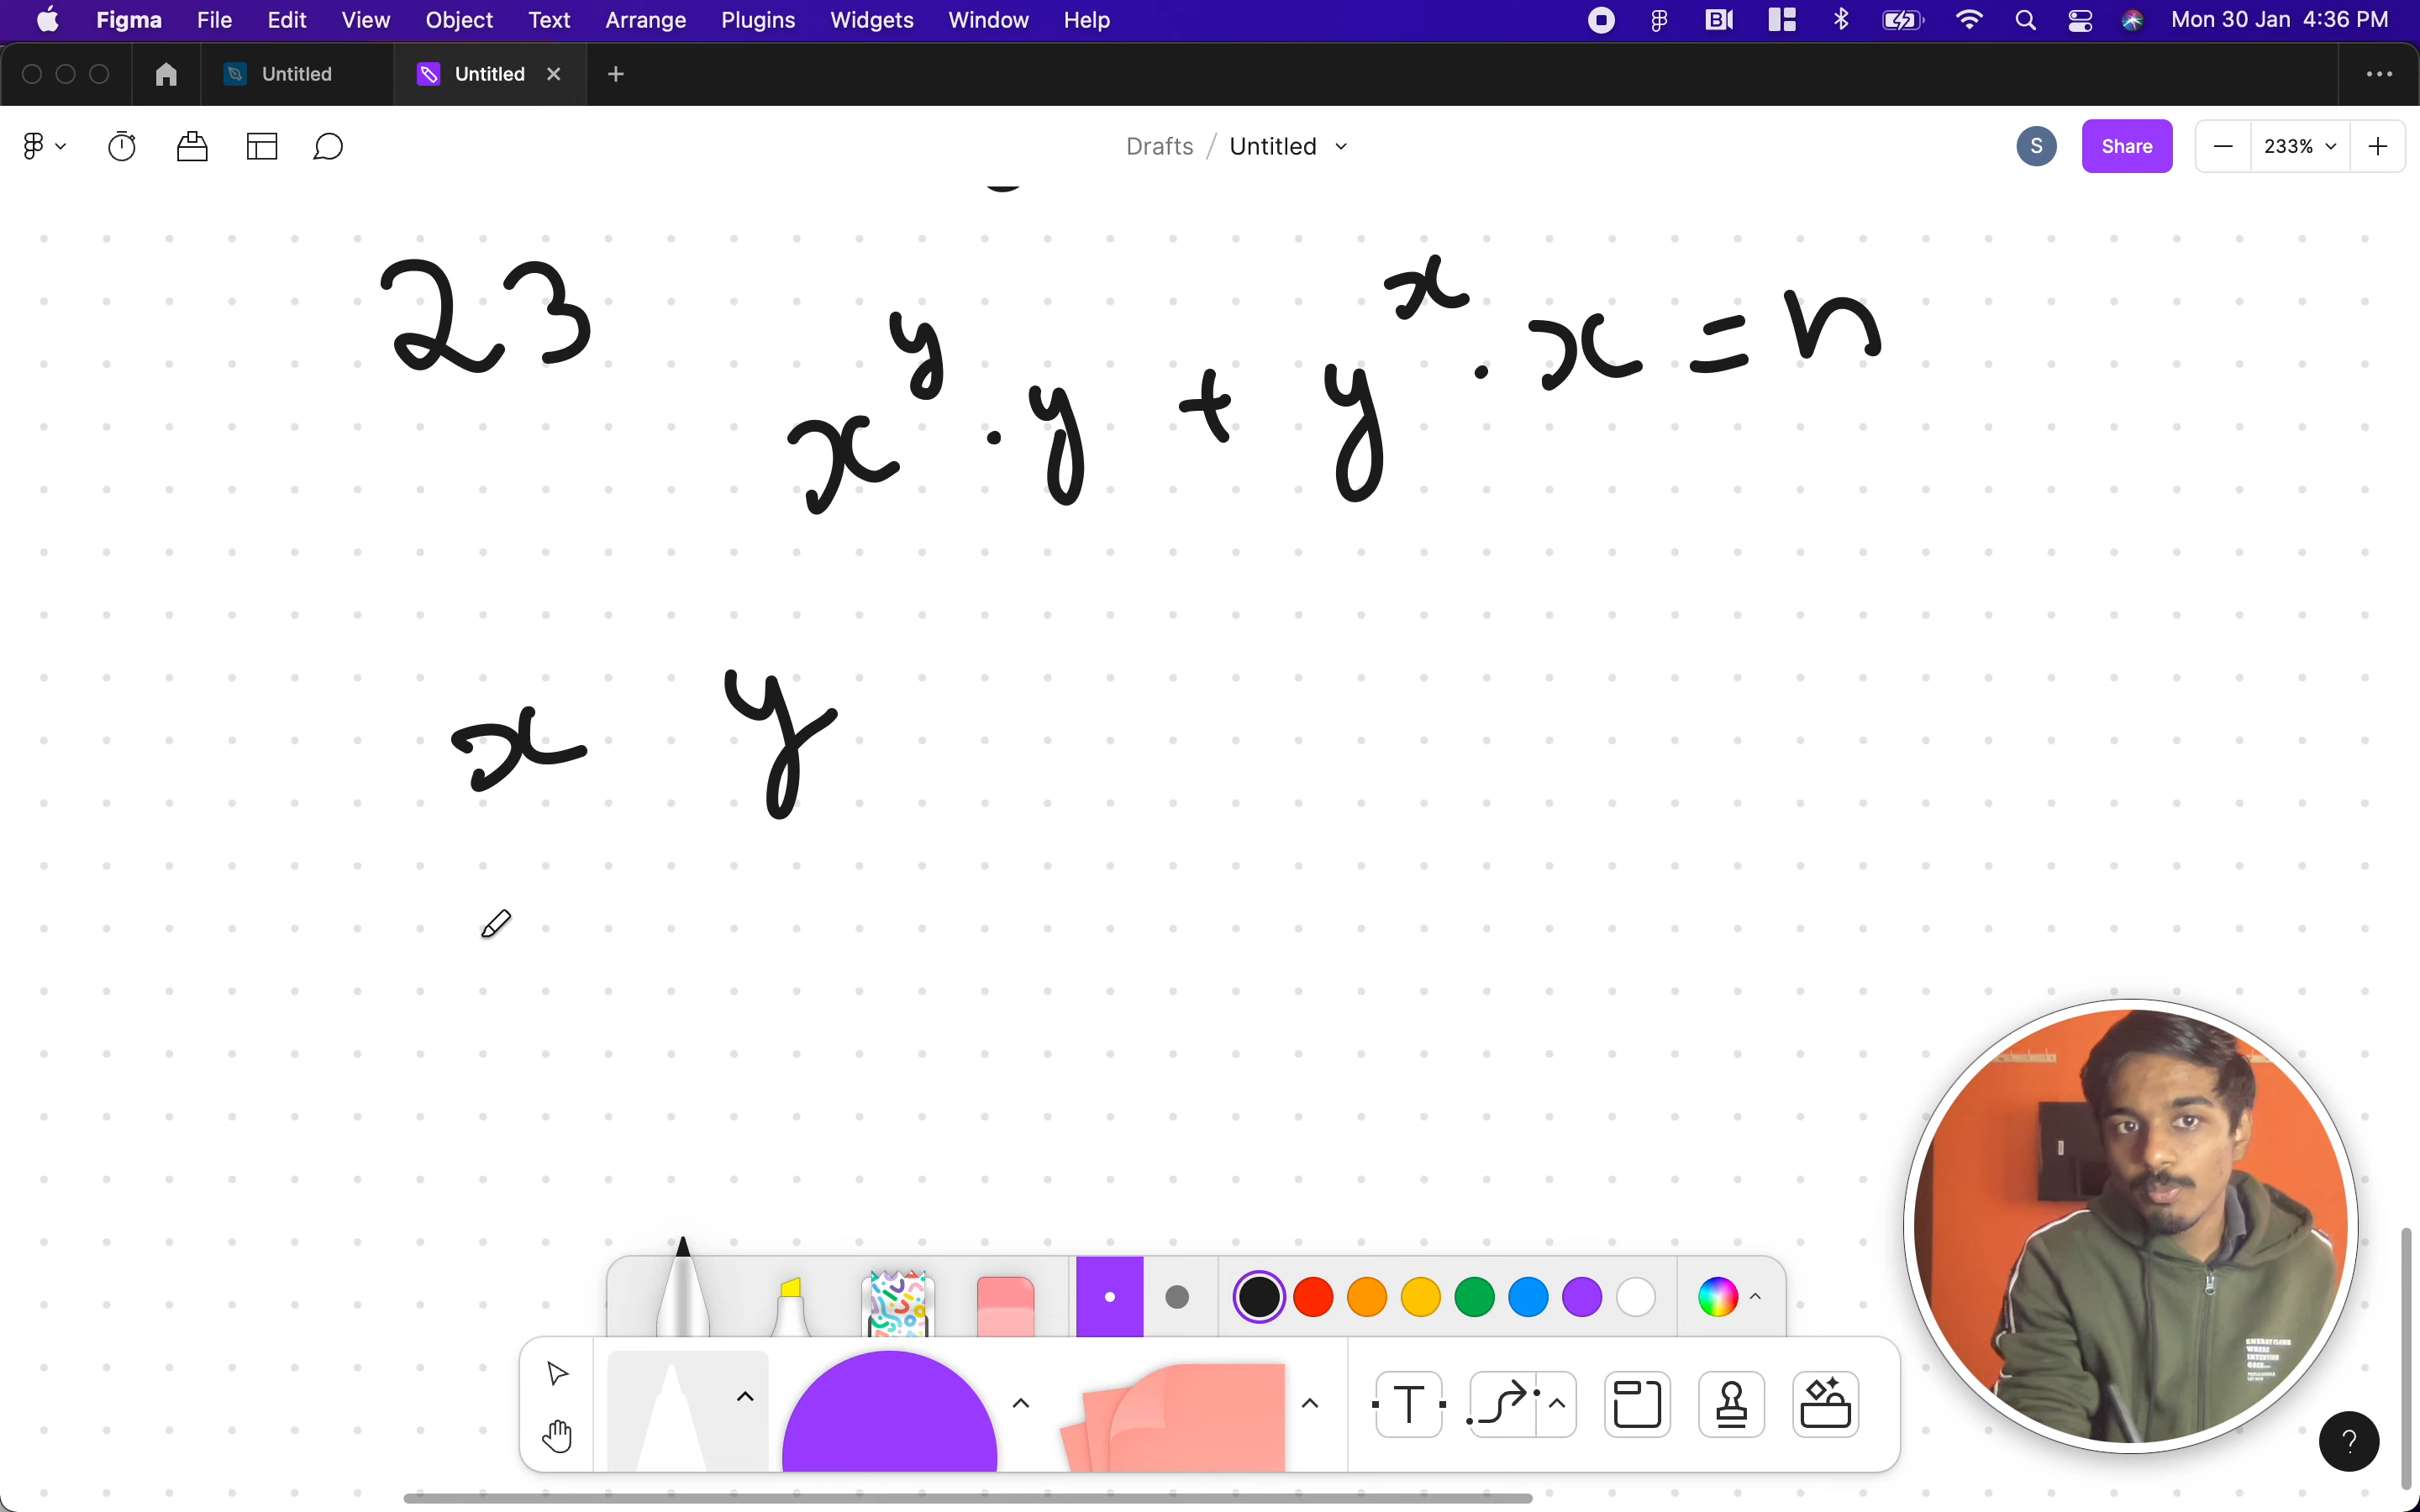 Figma File Edit View Object Text Arrange Plugins Widgets Window Help Mon 30 Jan 4:36 PM
Untitled Untitled
Drafts / Untitled S Share 233%
23 x^y . y + y^x . x = n
x y
T
?